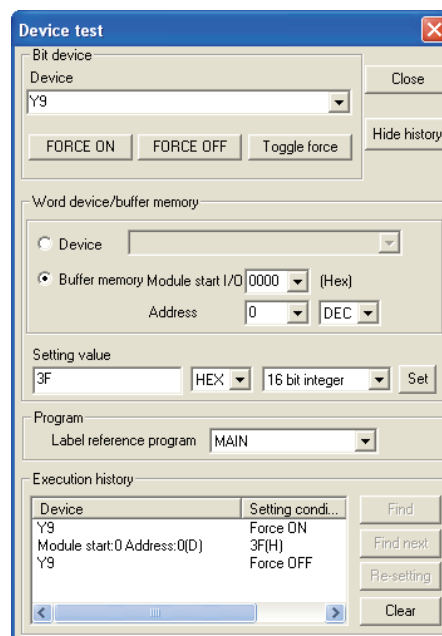 Device test
Bit device
Device
Close
Y9
Hide history
FORCE ON FORCE OFF Toggle force
Word device/buffer memory
Device
Buffer memory Module start I/O 0000 (Hex)
Address 0 DEC
Setting value
3F HEX 16 bit integer Set
Program
Label reference program MAIN
Execution history
Device Setting condi... Find
Y9 Force ON
Module start:0 Address:0(D) 3F(H) Find next
Y9 Force OFF
Re-setting
Clear